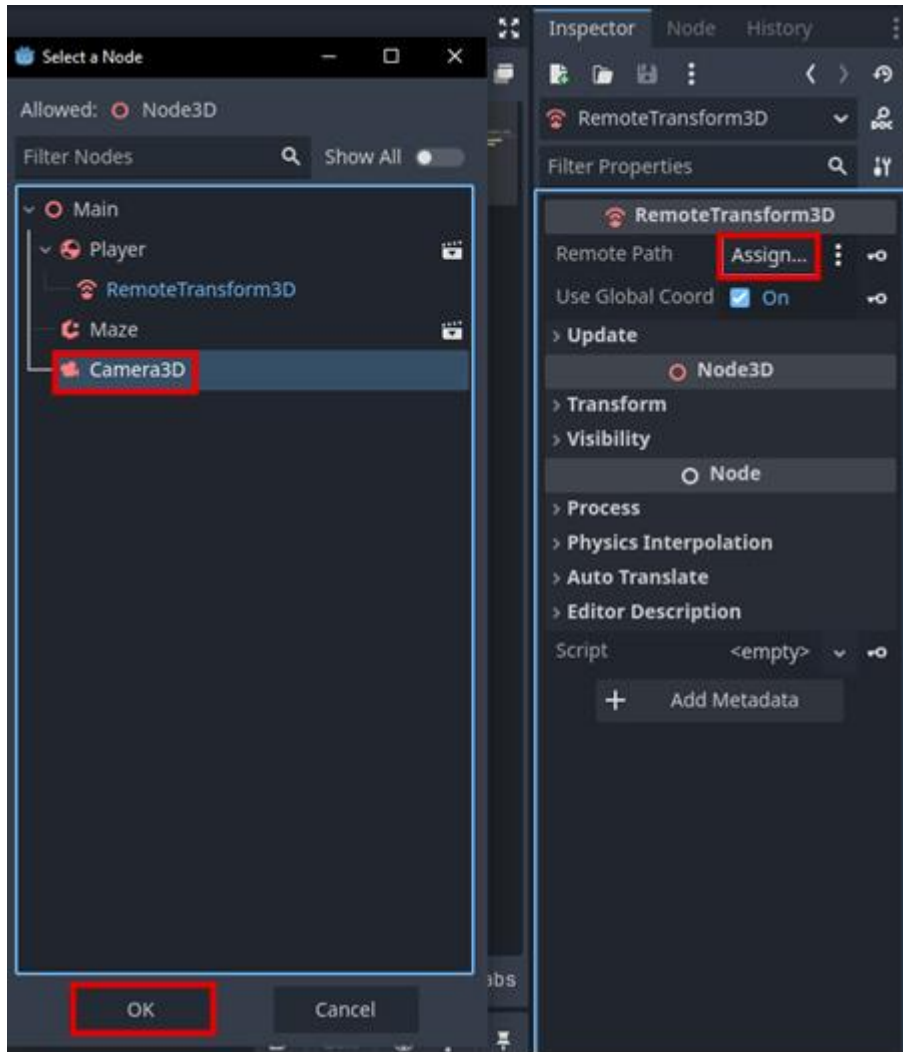 Select a Node
Allowed: Node3D
Filter Nodes
Show All
Main
Player
RemoteTransform3D
Maze
Camera3D
OK
Cancel
abs
Inspector
Node
History
RemoteTransform3D
DOC
Filter Properties
RemoteTransform3D
Remote Path
Assign...
Use Global Coord
On
Update
Node3D
Transform
Visibility
Node
Process
Physics Interpolation
Auto Translate
Editor Description
Script
<empty>
Add Metadata